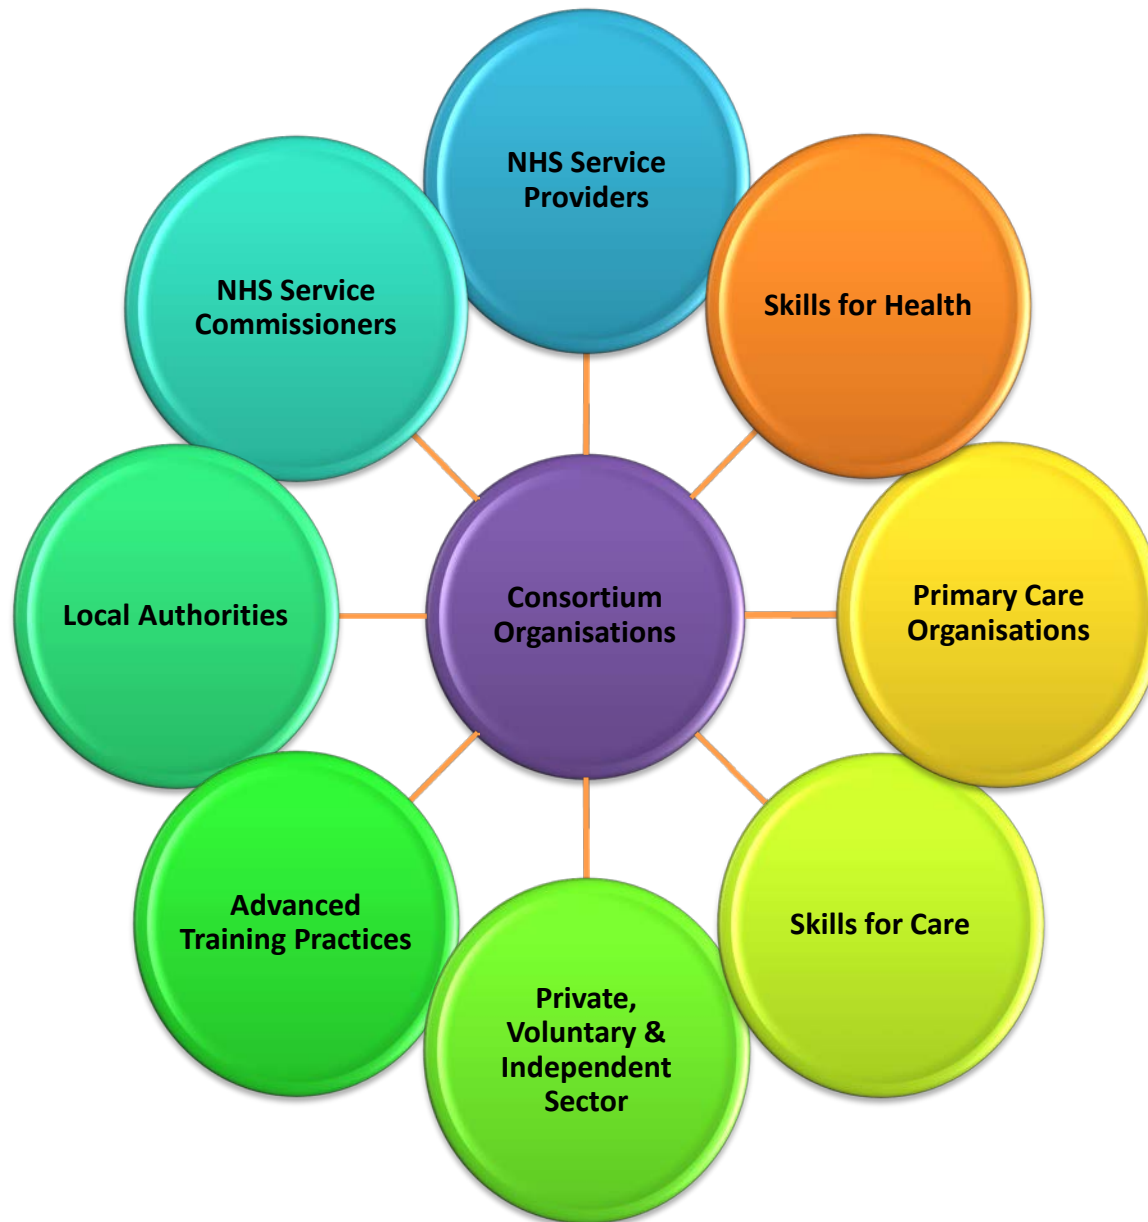 NHS Service
Providers
Skills for Health
Primary Care
Organisations
Skills for Care
Private,
Voluntary &
Independent
Sector
Advanced
Training Practices
Local Authorities
NHS Service
Commissioners
Consortium
Organisations